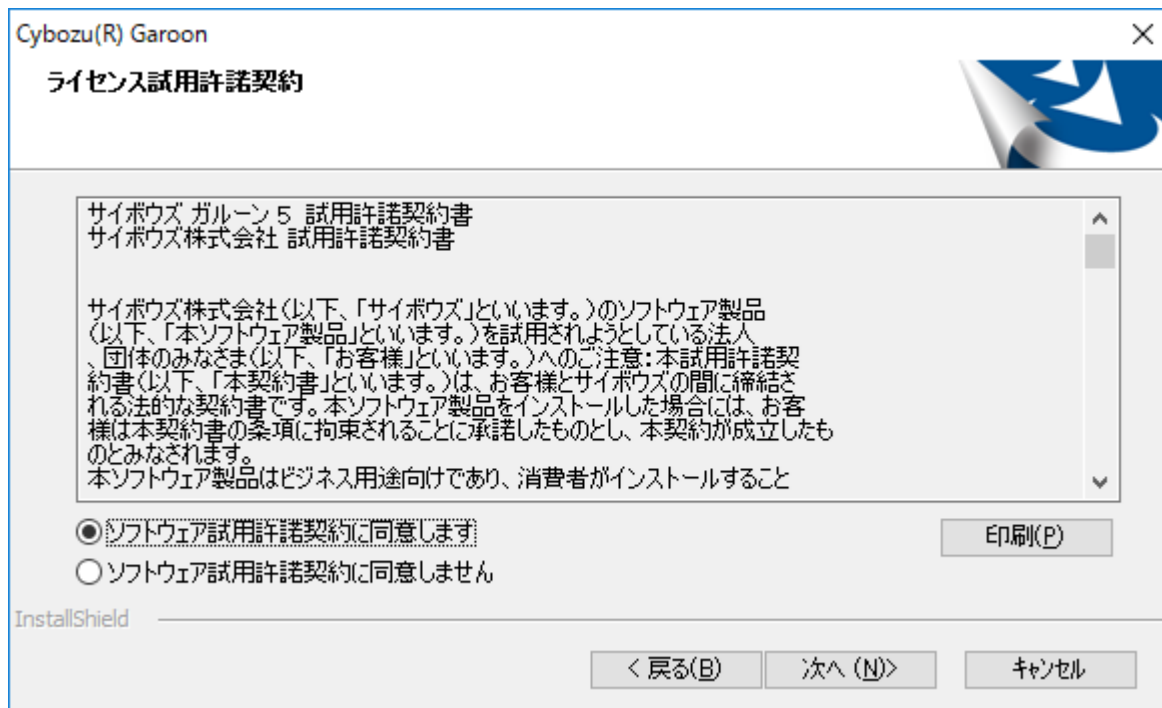 Cybozu(R) Garoon
ライセンス試用許諾契約
サイボウズ ガルーン 5 試用許諾契約書
サイボウズ株式会社 試用許諾契約書
サイボウズ株式会社(以下、「サイボウズ」といいます。)のソフトウェア製品
(以下、「本ソフトウェア製品」といいます。)を試用されようとしている法人
、団体のみなさま(以下、「お客様」といいます。)へのご注意:本試用許諾契
約書(以下、「本契約書」といいます。)は、お客様とサイボウズの間に締結さ
れる法的な契約書です。本ソフトウェア製品をインストールした場合には、お客
様は本契約書の条項に拘束されることに承諾したものとし、本契約が成立したも
のとみなされます。
本ソフトウェア製品はビジネス用途向けであり、消費者がインストールすること
ソフトウェア試用許諾契約に同意します
印刷(P)
ソフトウェア試用許諾契約に同意しません
InstallShield
< 戻る(B)
次へ (N)>
キャンセル